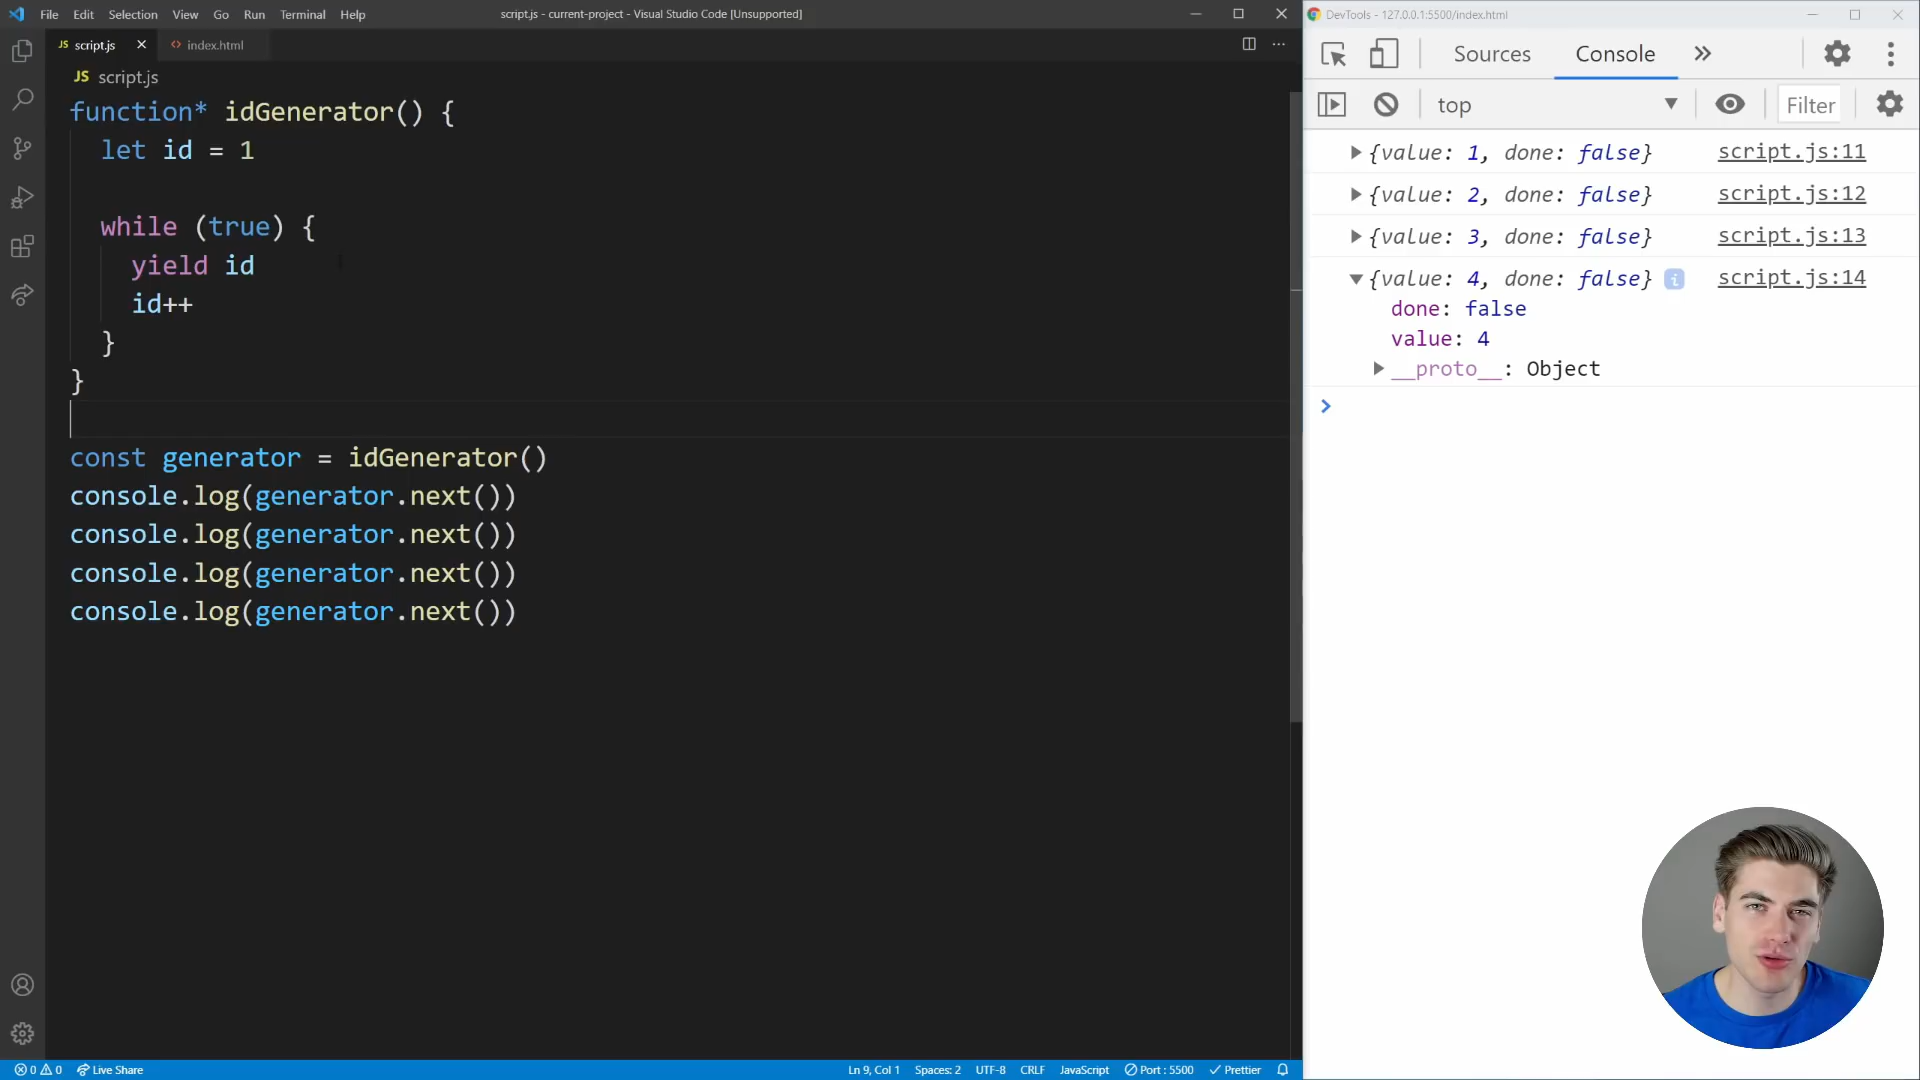 File Edit Selection View Go Run Terminal Help
script.js - current-project - Visual Studio Code [Unsupported]
JS script.js
index.html
JS script.js
function* idGenerator() {
let id = 1
while (true) {
yield id
id++
}
}
const generator = idGenerator()
console.log(generator.next())
console.log(generator.next())
console.log(generator.next())
console.log(generator.next())
0 0 Live Share
Ln 9, Col 1 Spaces: 2 UTF-8 CRLF JavaScript Port : 5500 Prettier
DevTools - 127.0.0.1:5500/index.html
Sources Console
top Filter
{value: 1, done: false} script.js:11
{value: 2, done: false} script.js:12
{value: 3, done: false} script.js:13
{value: 4, done: false} i script.js:14
done: false
value: 4
__proto__: Object